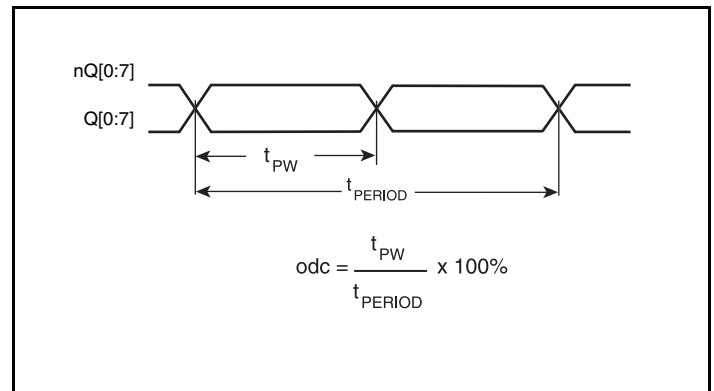 nQ[0:7]
Q[0:7]
tPW
tPERIOD
odc = tPW / tPERIOD x 100%